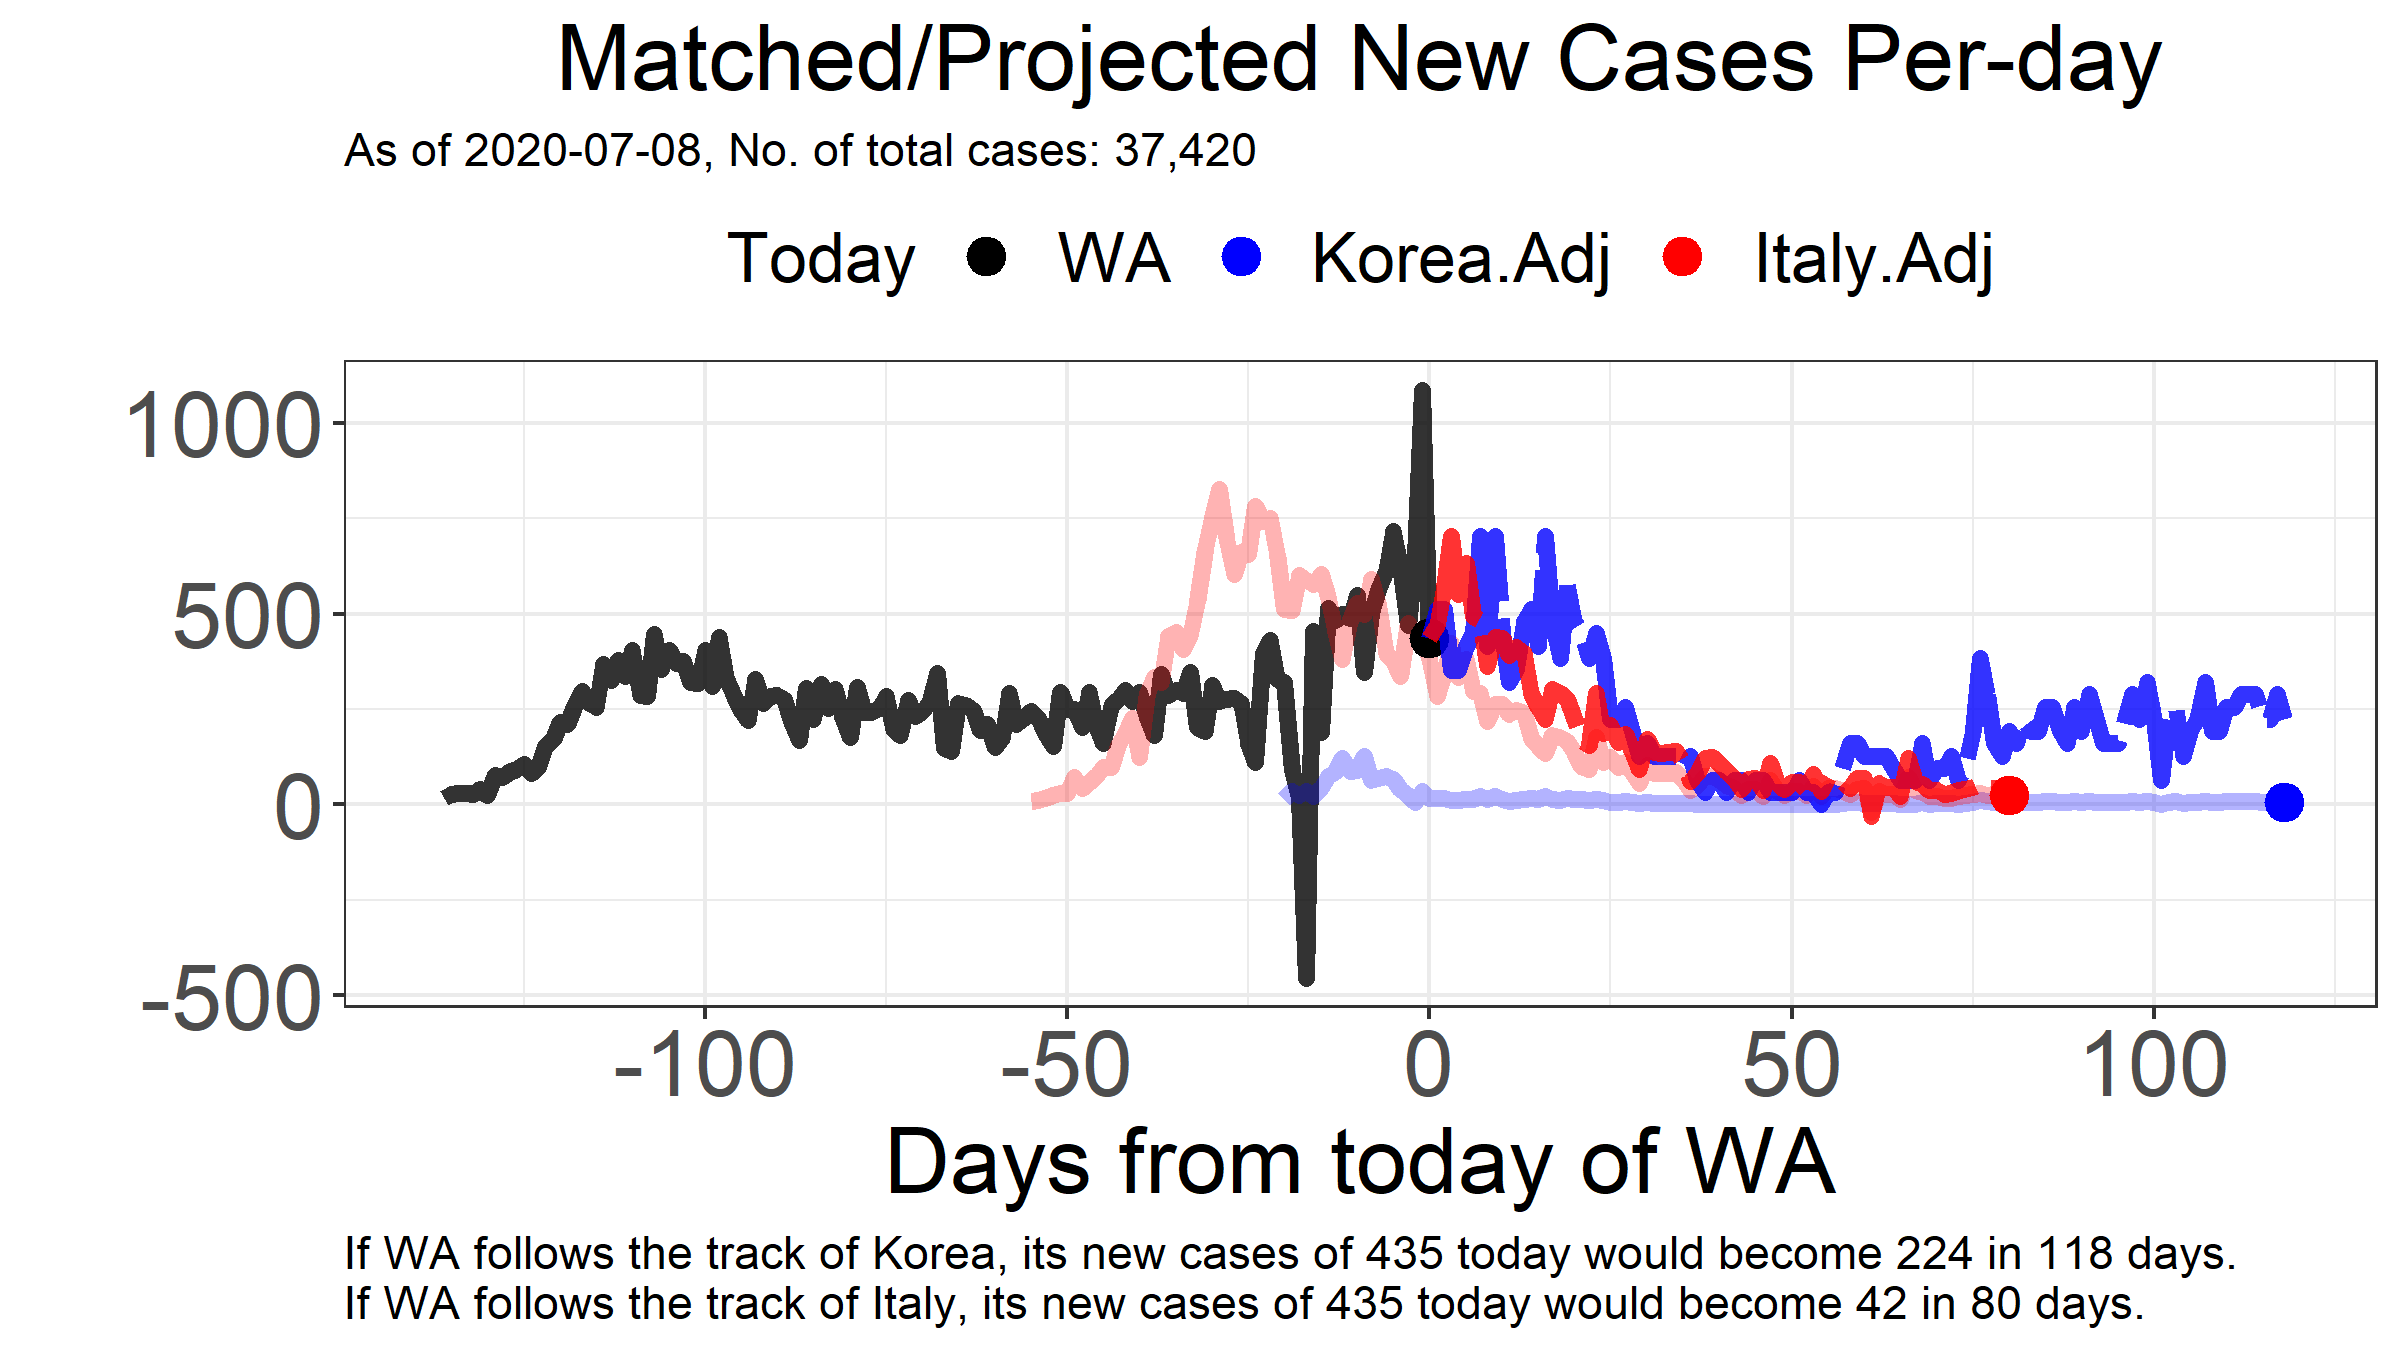 Matched/Projected New Cases Per-day
As of 2020-07-08, No. of total cases: 37,420
Today WA Korea.Adj Italy.Adj
1000
500
0
-500
-100 -50 0 50 100
Days from today of WA
If WA follows the track of Korea, its new cases of 435 today would become 224 in 118 days.
If WA follows the track of Italy, its new cases of 435 today would become 42 in 80 days.